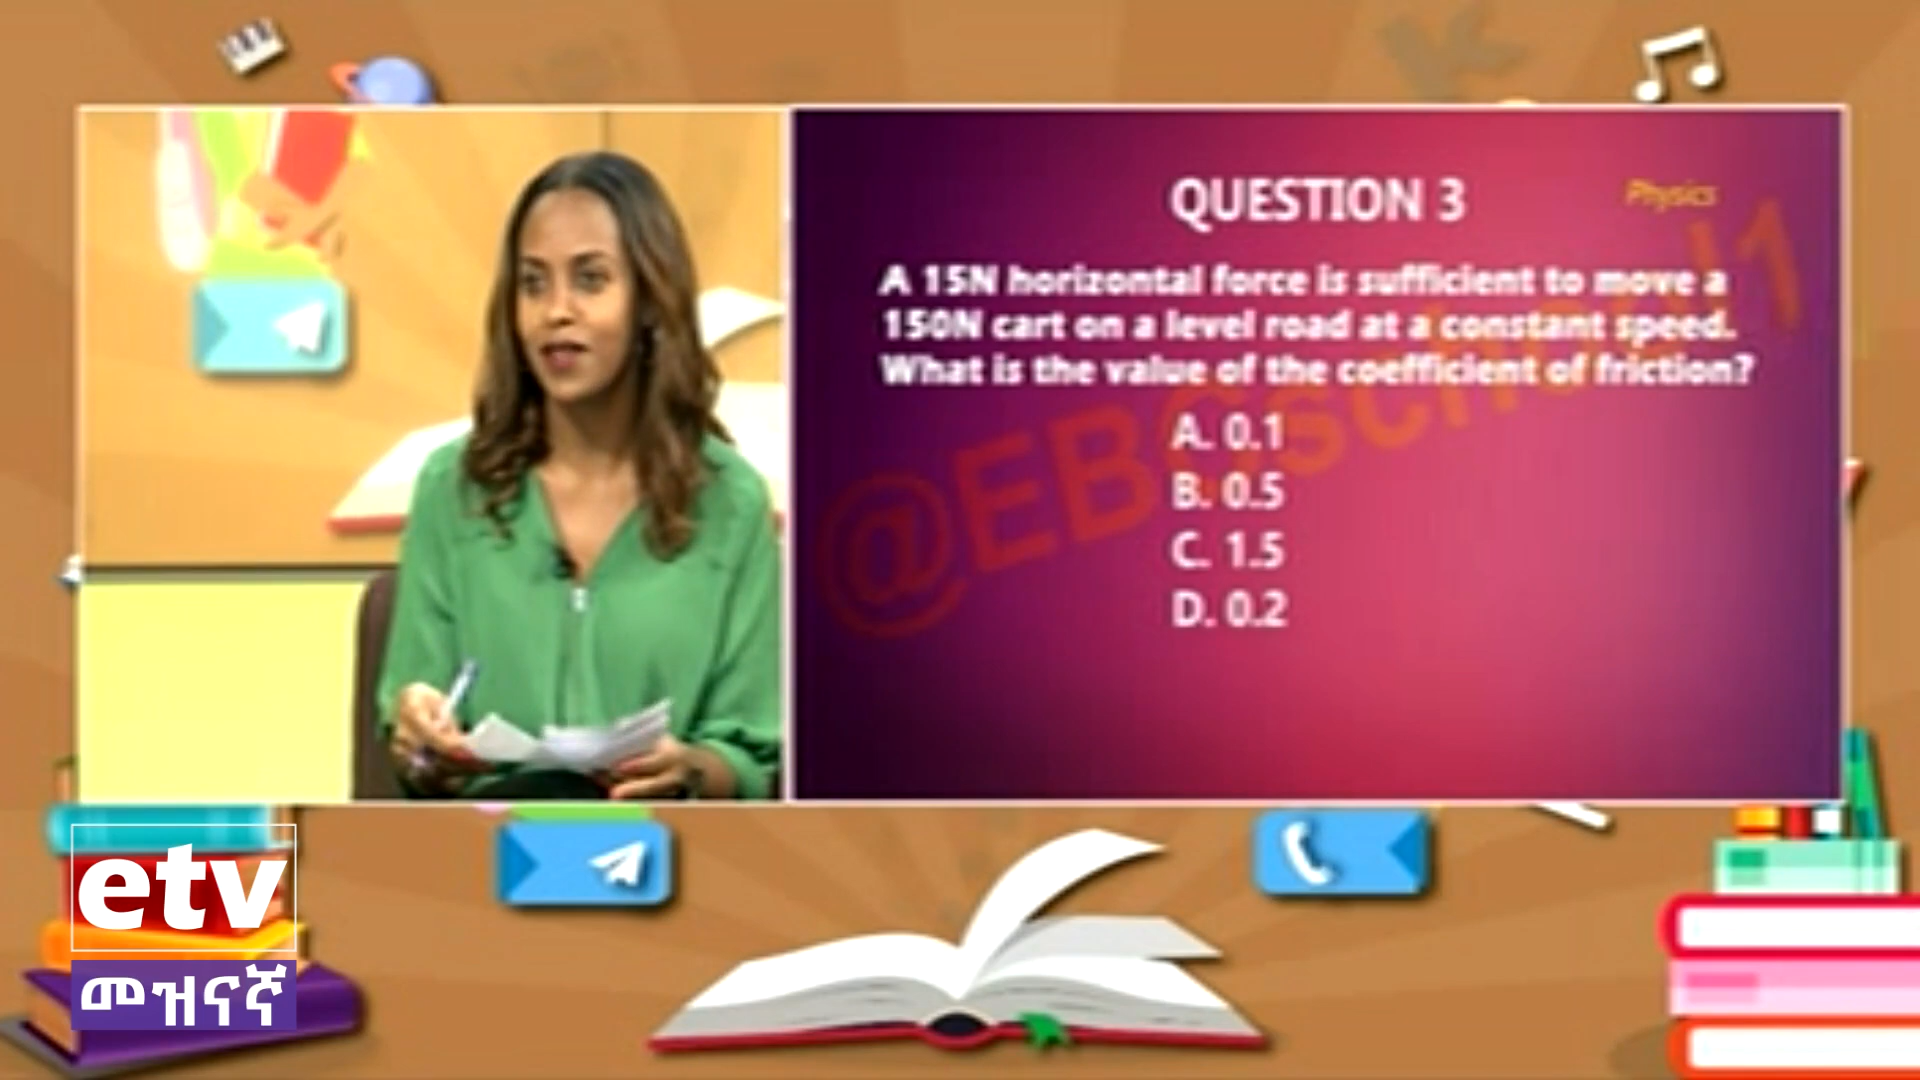 QUESTION 3
Physics
A 15N horizontal force is sufficient to move a
150N cart on a level road at a constant speed.
What is the value of the coefficient of friction?
A. 0.1
B. 0.5
C. 1.5
D. 0.2
@EBCschool1
etv
መዝናኛ